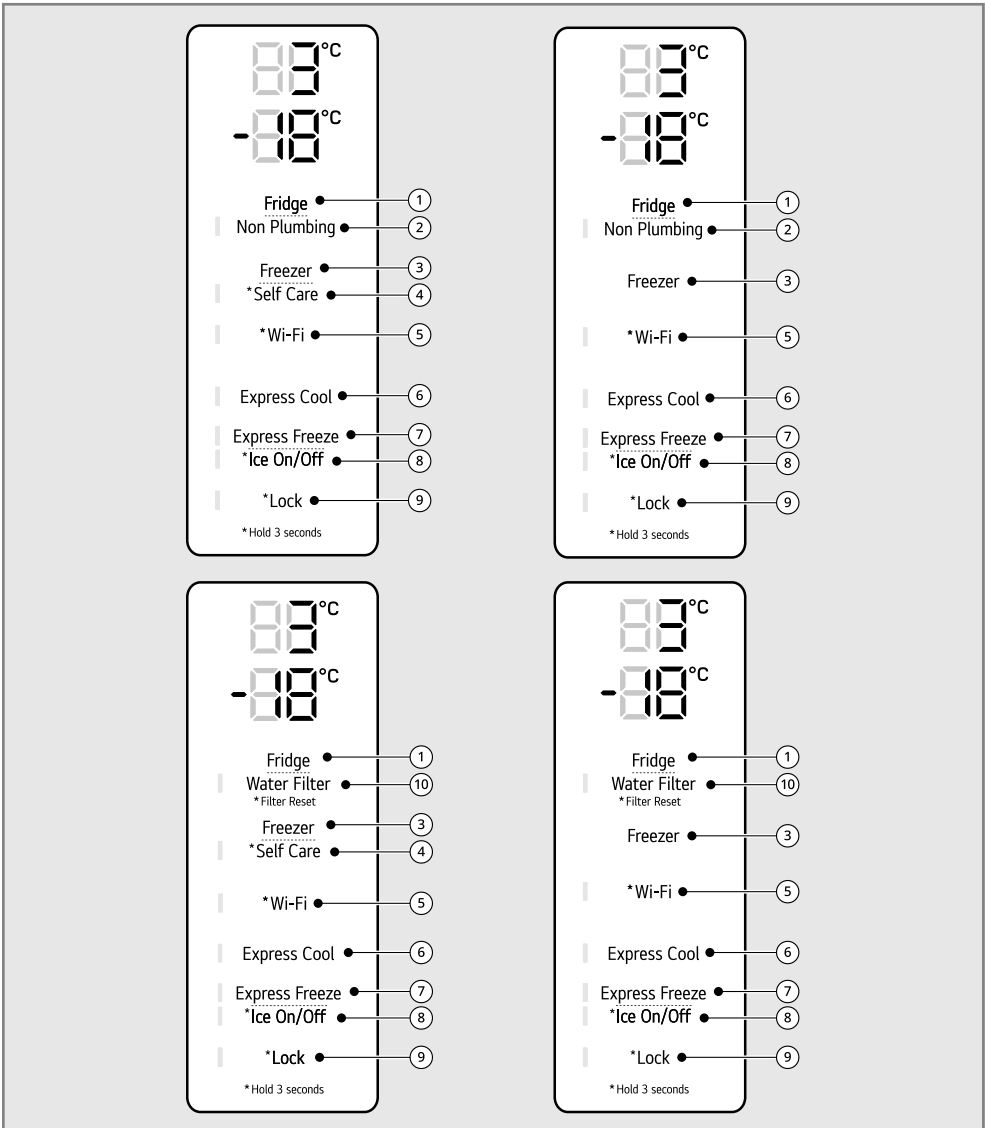 3 °C
-18 °C
Fridge 1
Non Plumbing 2
Freezer 3
*Self Care 4
*Wi-Fi 5
Express Cool 6
Express Freeze 7
*Ice On/Off 8
*Lock 9
*Hold 3 seconds
3 °C
-18 °C
Fridge 1
Non Plumbing 2
Freezer 3
*Wi-Fi 5
Express Cool 6
Express Freeze 7
*Ice On/Off 8
*Lock 9
*Hold 3 seconds
3 °C
-18 °C
Fridge 1
Water Filter 10
*Filter Reset
Freezer 3
*Self Care 4
*Wi-Fi 5
Express Cool 6
Express Freeze 7
*Ice On/Off 8
*Lock 9
*Hold 3 seconds
3 °C
-18 °C
Fridge 1
Water Filter 10
*Filter Reset
Freezer 3
*Wi-Fi 5
Express Cool 6
Express Freeze 7
*Ice On/Off 8
*Lock 9
*Hold 3 seconds